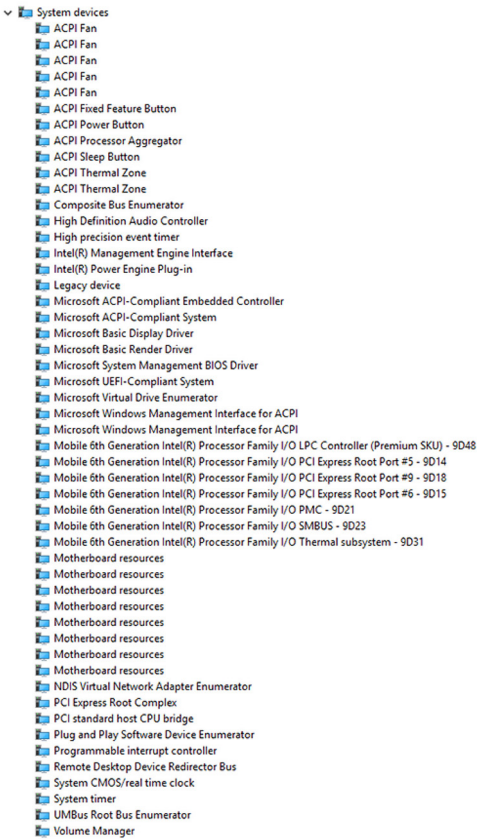 System devices
ACPI Fan
ACPI Fan
ACPI Fan
ACPI Fan
ACPI Fan
ACPI Fixed Feature Button
ACPI Power Button
ACPI Processor Aggregator
ACPI Sleep Button
ACPI Thermal Zone
ACPI Thermal Zone
Composite Bus Enumerator
High Definition Audio Controller
High precision event timer
Intel(R) Management Engine Interface
Intel(R) Power Engine Plug-in
Legacy device
Microsoft ACPI-Compliant Embedded Controller
Microsoft ACPI-Compliant System
Microsoft Basic Display Driver
Microsoft Basic Render Driver
Microsoft System Management BIOS Driver
Microsoft UEFI-Compliant System
Microsoft Virtual Drive Enumerator
Microsoft Windows Management Interface for ACPI
Microsoft Windows Management Interface for ACPI
Mobile 6th Generation Intel(R) Processor Family I/O LPC Controller (Premium SKU) - 9D48
Mobile 6th Generation Intel(R) Processor Family I/O PCI Express Root Port #5 - 9D14
Mobile 6th Generation Intel(R) Processor Family I/O PCI Express Root Port #9 - 9D18
Mobile 6th Generation Intel(R) Processor Family I/O PCI Express Root Port #6 - 9D15
Mobile 6th Generation Intel(R) Processor Family I/O PMC - 9D21
Mobile 6th Generation Intel(R) Processor Family I/O SMBUS - 9D23
Mobile 6th Generation Intel(R) Processor Family I/O Thermal subsystem - 9D31
Motherboard resources
Motherboard resources
Motherboard resources
Motherboard resources
Motherboard resources
Motherboard resources
Motherboard resources
Motherboard resources
NDIS Virtual Network Adapter Enumerator
PCI Express Root Complex
PCI standard host CPU bridge
Plug and Play Software Device Enumerator
Programmable interrupt controller
Remote Desktop Device Redirector Bus
System CMOS/real time clock
System timer
UMBus Root Bus Enumerator
Volume Manager